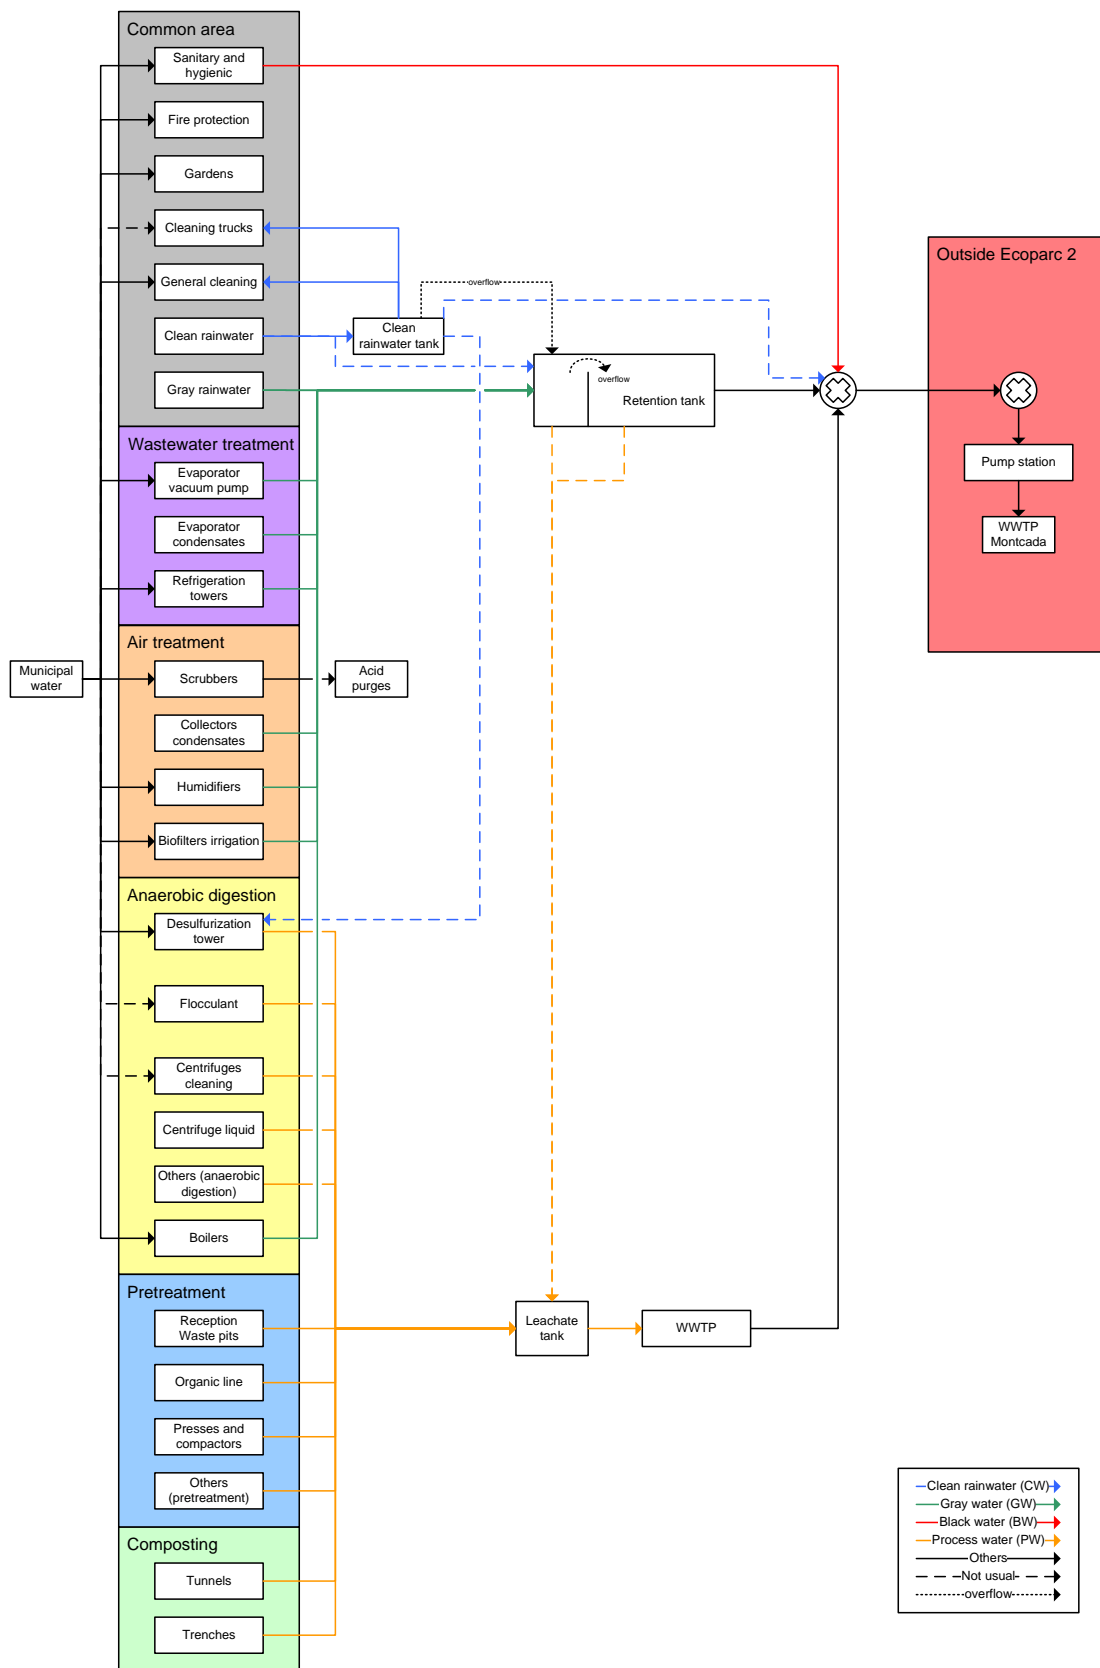 Common area
Sanitary and
hygienic
Fire protection
Gardens
Cleaning trucks
General cleaning
Clean rainwater
Gray rainwater
overflow
Clean
rainwater tank
overflow
Retention tank
Outside Ecoparc 2
Pump station
WWTP
Montcada
Wastewater treatment
Evaporator
vacuum pump
Evaporator
condensates
Refrigeration
towers
Municipal
water
Air treatment
Scrubbers
Acid
purges
Collectors
condensates
Humidifiers
Biofilters irrigation
Anaerobic digestion
Desulfurization
tower
Flocculant
Centrifuges
cleaning
Centrifuge liquid
Others (anaerobic
digestion)
Boilers
Pretreatment
Reception
Waste pits
Leachate
tank
WWTP
Organic line
Presses and
compactors
Others
(pretreatment)
Composting
Tunnels
Trenches
Clean rainwater (CW)
Gray water (GW)
Black water (BW)
Process water (PW)
Others
Not usual
overflow